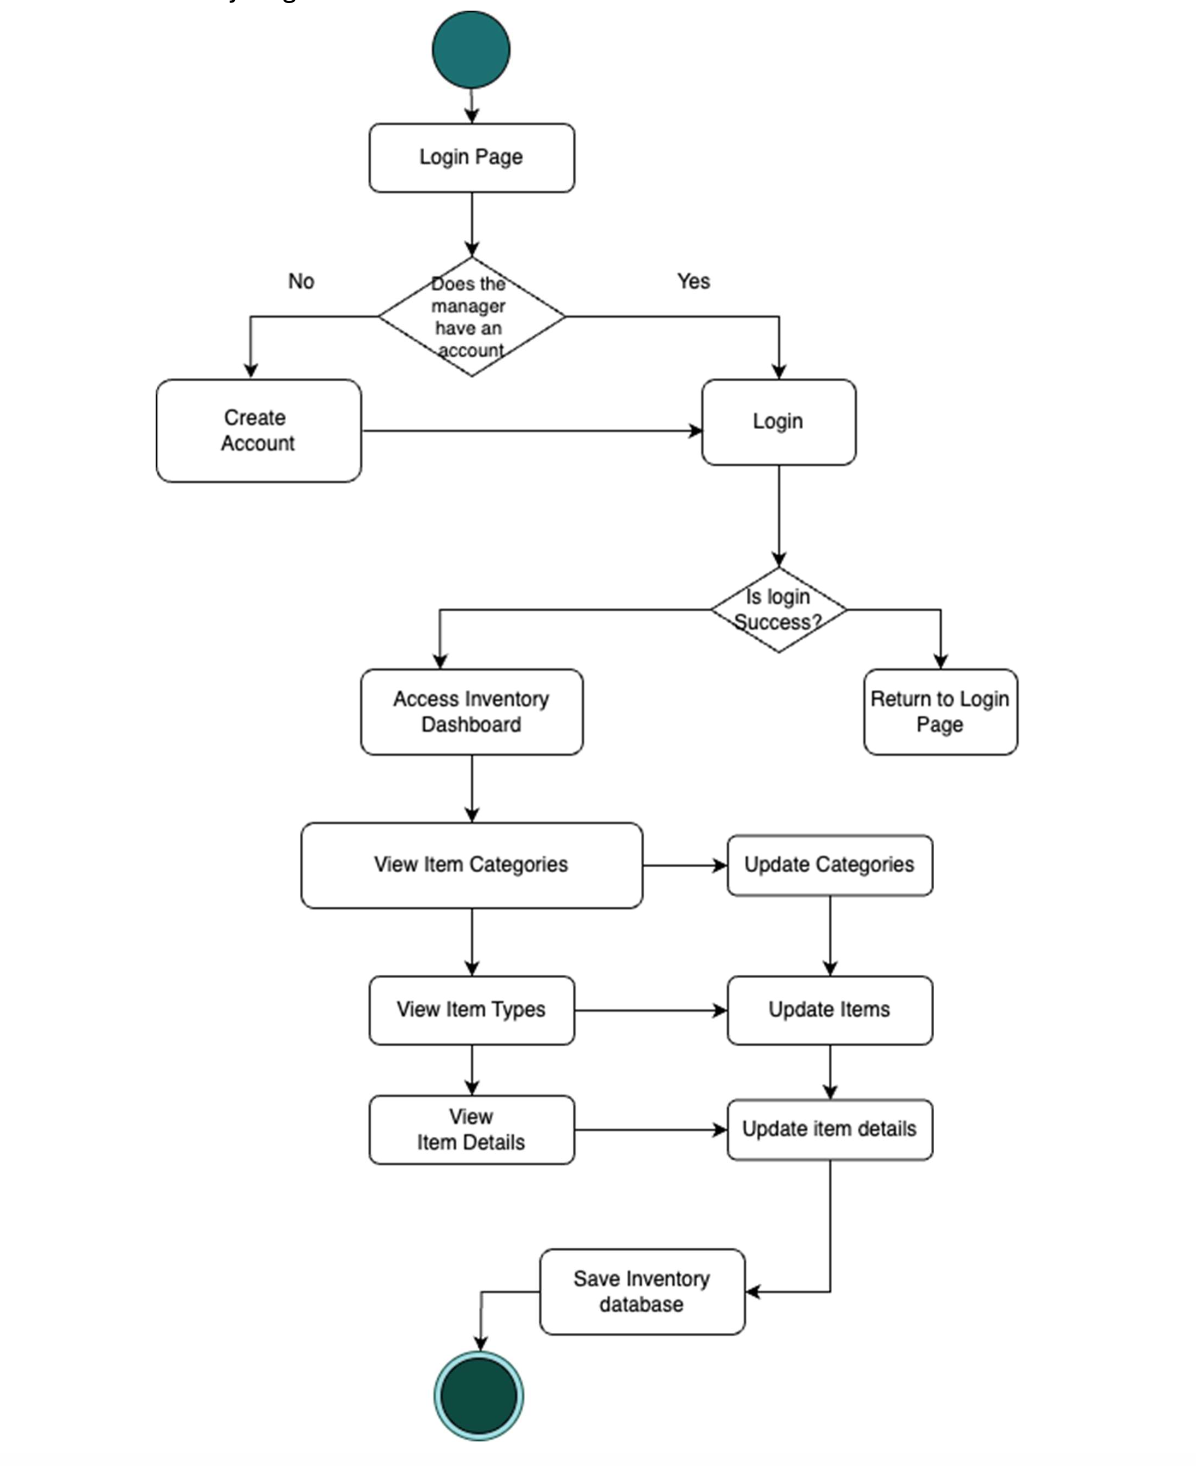 Login Page
No
Yes
Does the
manager
have an
account
Create
Account
Login
Is login
Success?
Access Inventory
Dashboard
Return to Login
Page
View Item Categories
Update Categories
View Item Types
Update Items
View
Item Details
Update item details
Save Inventory
database